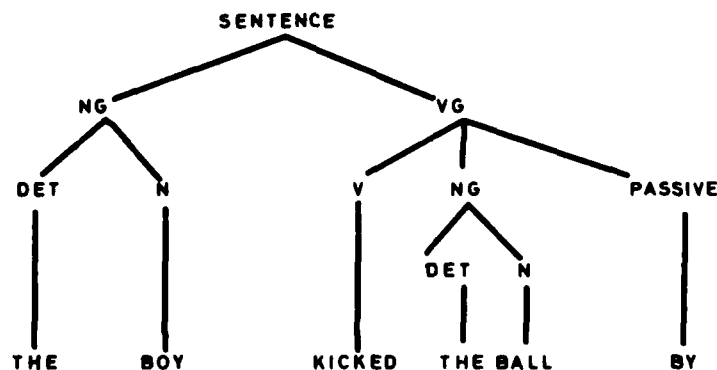 SENTENCE
NG VG
DET N V NG PASSIVE
DET N
THE BOY KICKED THE BALL BY